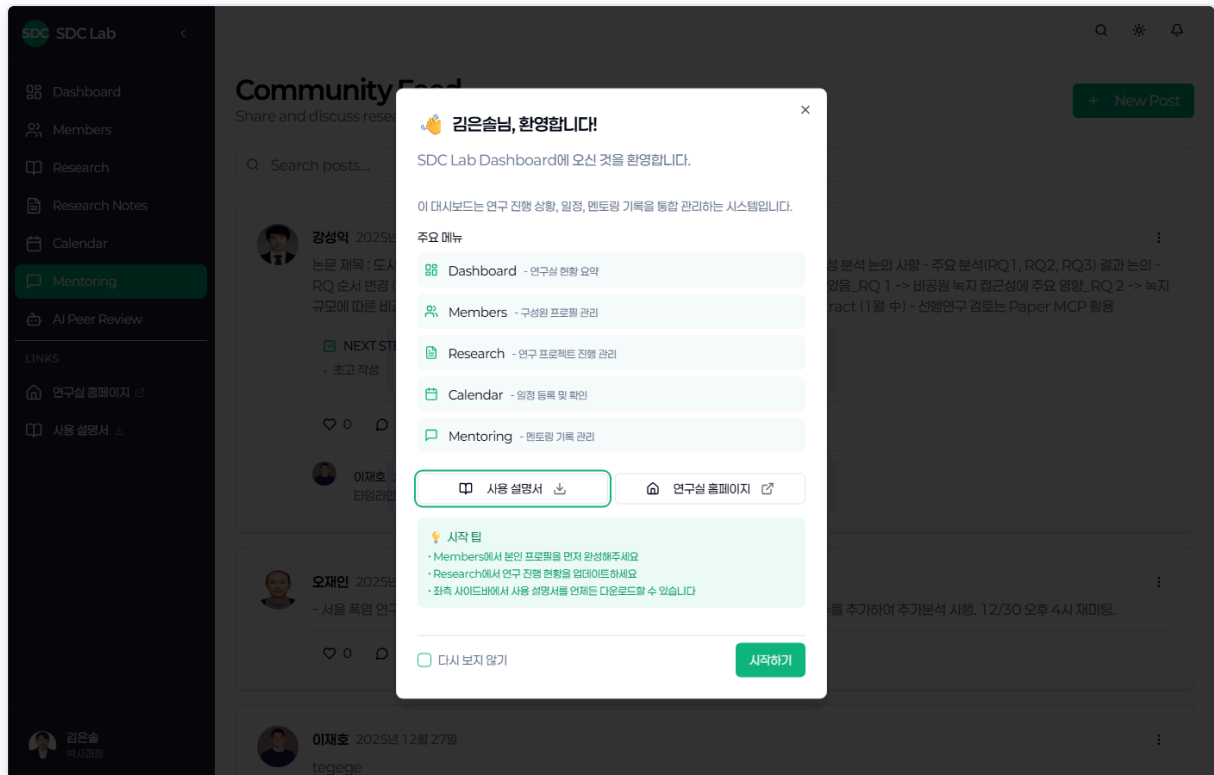 SDC SDC Lab
Dashboard
Members
Research
Research Notes
Calendar
Mentoring
AI Peer Review
LINKS
연구실 홈페이지
사용 설명서
김은솔
박사과정
Community Feed
Share and discuss
+ New Post
Search posts...
강성익 2025년
논문 제목 : 도시
성 분석 논의 사항 - 주요 분석(RQ1, RQ2, RQ3) 결과 논의 -
RQ 순서 변경
있음_RQ 1 -> 비공원 녹지 접근성에 주요 영향_RQ 2 -> 녹지
규모에 따른
(1월 中) - 선행연구 검토는 Paper MCP 활용
NEXT
• 초고 작성
0
이재호
오재인 2025년
- 서울 폭염
추가하여 추가분석 시행. 12/30 오후 4시 재미팅.
0
이재호 2025년 12월 27일
tegege
👋 김은솔님, 환영합니다!
SDC Lab Dashboard에 오신 것을 환영합니다.
이 대시보드는 연구 진행 상황, 일정, 멘토링 기록을 통합 관리하는 시스템입니다.
주요 메뉴
Dashboard - 연구실 현황 요약
Members - 구성원 프로필 관리
Research - 연구 프로젝트 진행 관리
Calendar - 일정 등록 및 확인
Mentoring - 멘토링 기록 관리
사용 설명서
연구실 홈페이지
💡 시작 팁
• Members에서 본인 프로필을 먼저 완성해주세요
• Research에서 연구 진행 현황을 업데이트하세요
• 좌측 사이드바에서 사용 설명서를 언제든 다운로드할 수 있습니다
다시 보지 않기
시작하기